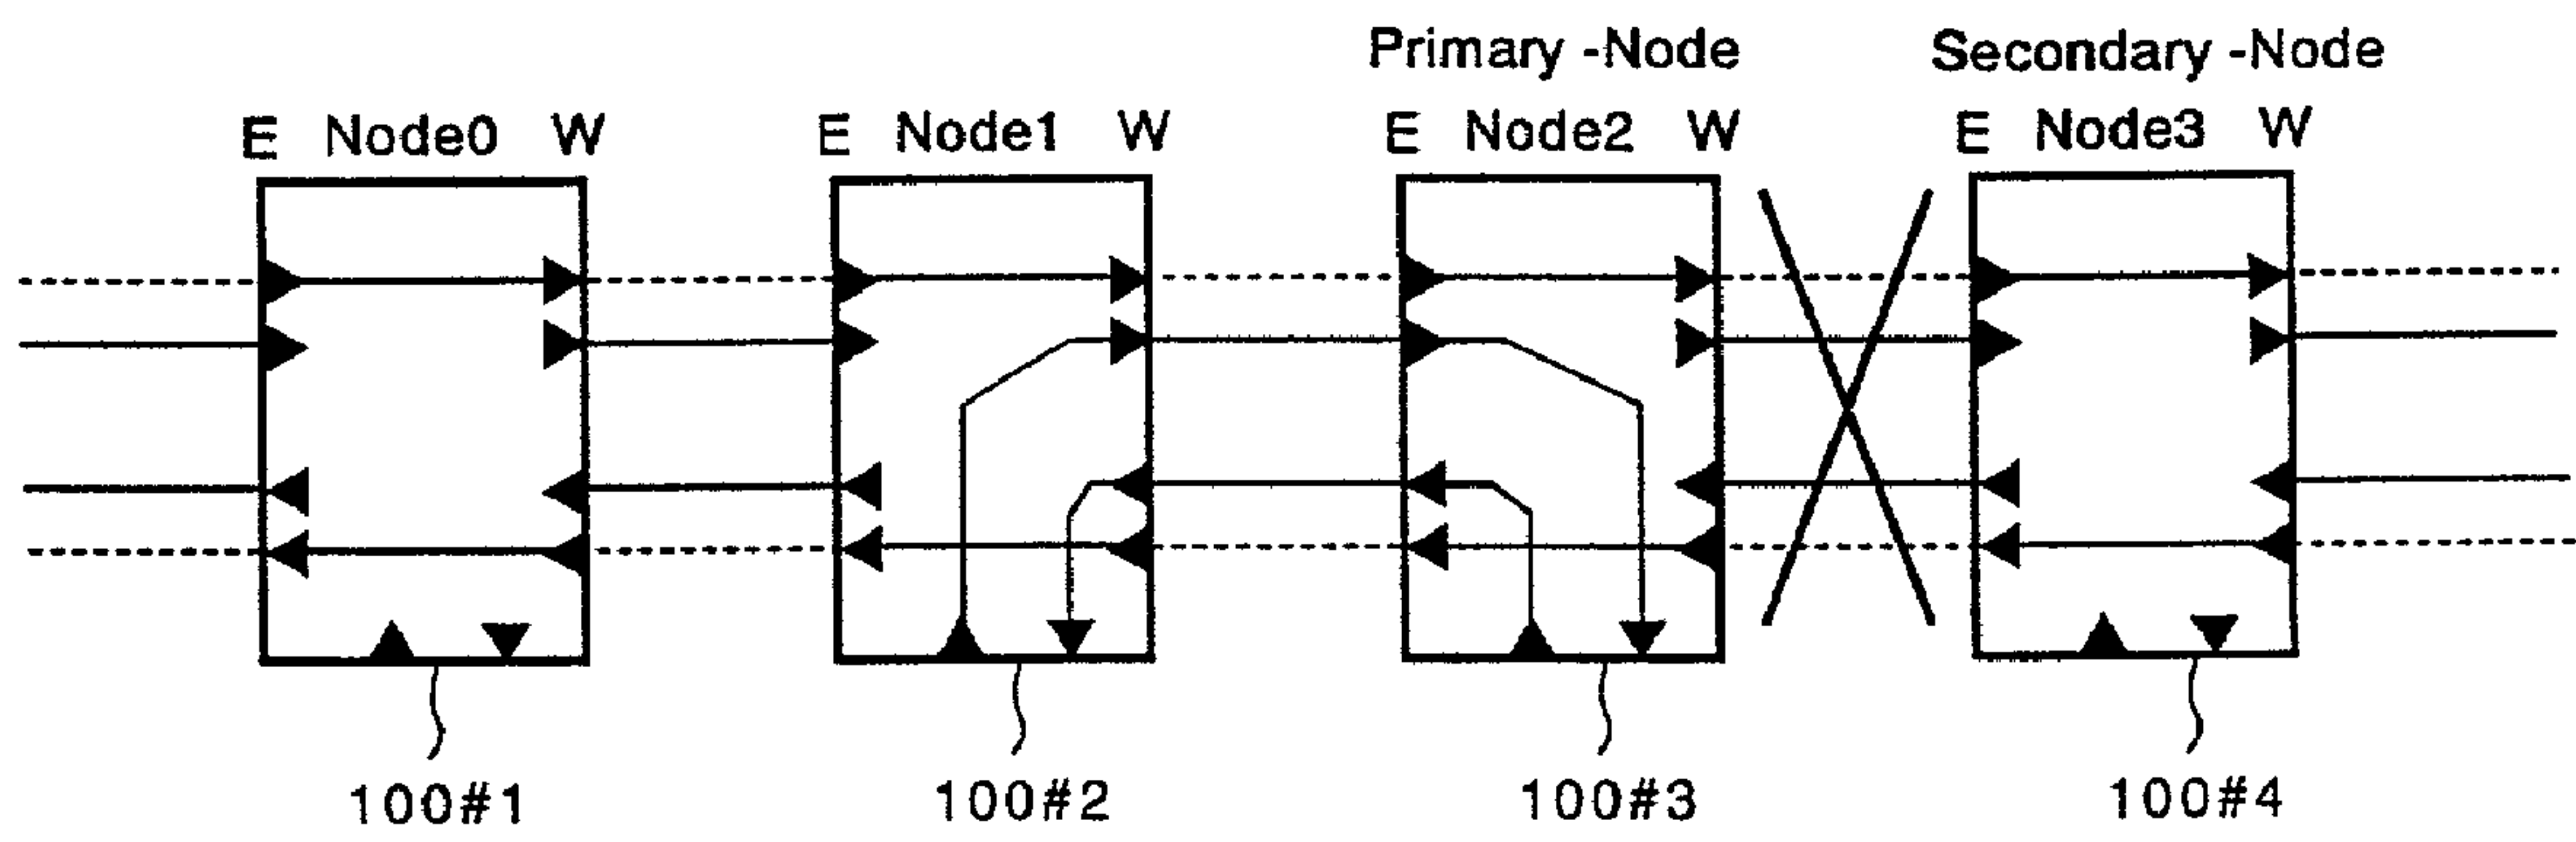 Primary -Node Secondary -Node
E Node0 W E Node1 W E Node2 W E Node3 W
100#1 100#2 100#3 100#4